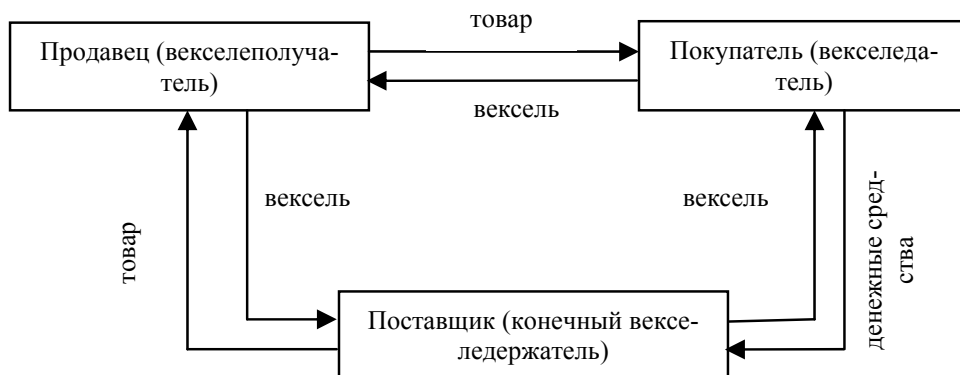 товар
Продавец (векселеполуча-
тель)
Покупатель (векселеда-
тель)
вексель
вексель
вексель
товар
денежные сред-
ства
Поставщик (конечный вексе-
ледержатель)